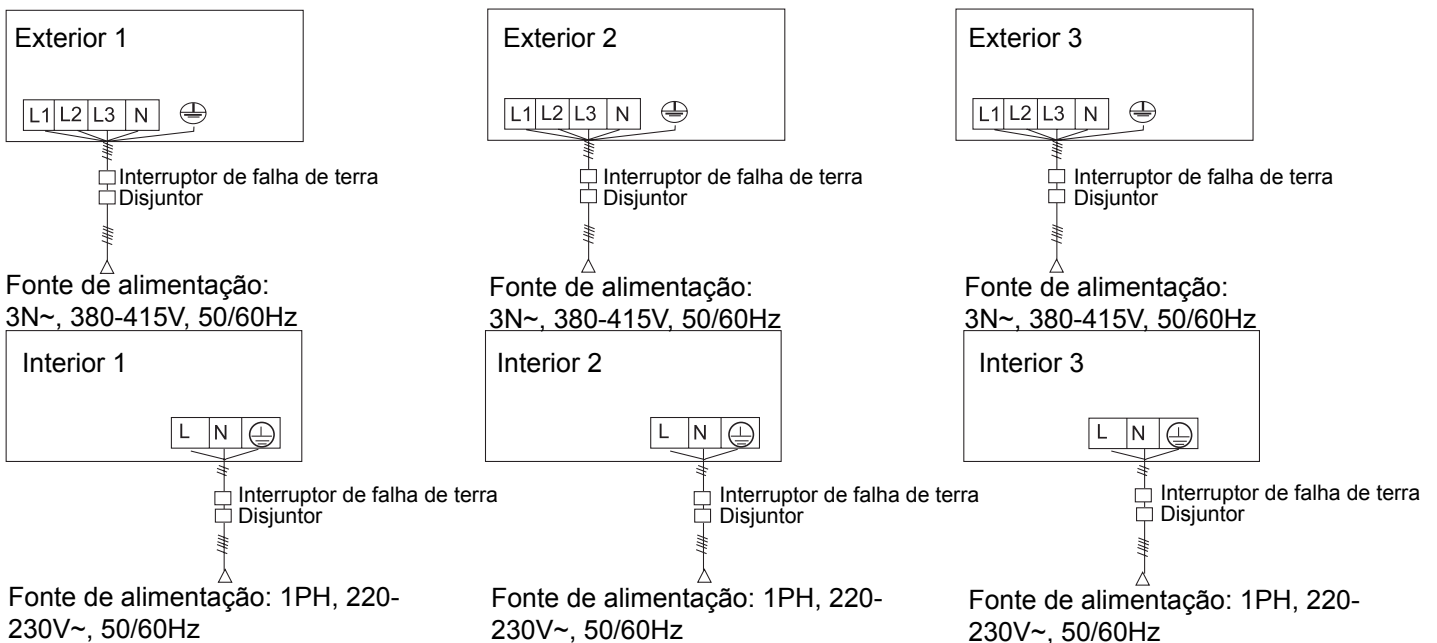 Exterior 1
L1 L2 L3 N
Interruptor de falha de terra
Disjuntor
Fonte de alimentação:
3N~, 380-415V, 50/60Hz
Exterior 2
L1 L2 L3 N
Interruptor de falha de terra
Disjuntor
Fonte de alimentação:
3N~, 380-415V, 50/60Hz
Exterior 3
L1 L2 L3 N
Interruptor de falha de terra
Disjuntor
Fonte de alimentação:
3N~, 380-415V, 50/60Hz
Interior 1
L N
Interruptor de falha de terra
Disjuntor
Fonte de alimentação: 1PH, 220-
230V~, 50/60Hz
Interior 2
L N
Interruptor de falha de terra
Disjuntor
Fonte de alimentação: 1PH, 220-
230V~, 50/60Hz
Interior 3
L N
Interruptor de falha de terra
Disjuntor
Fonte de alimentação: 1PH, 220-
230V~, 50/60Hz